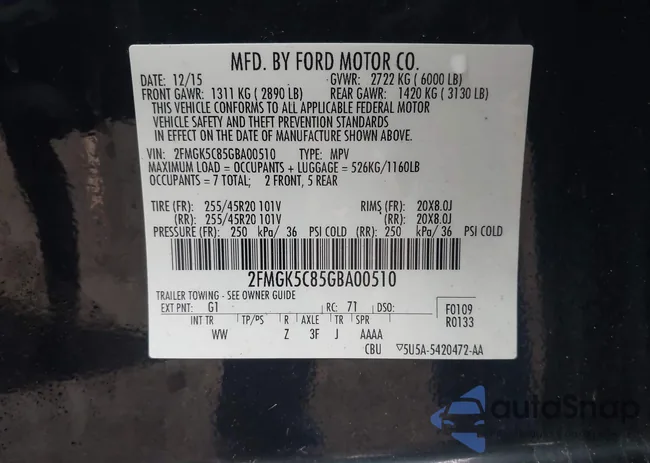 MFD. BY FORD MOTOR CO.
DATE: 12/15 GVWR: 2722 KG ( 6000 LB)
FRONT GAWR: 1311 KG ( 2890 LB) REAR GAWR: 1420 KG ( 3130 LB)
THIS VEHICLE CONFORMS TO ALL APPLICABLE FEDERAL MOTOR
VEHICLE SAFETY AND THEFT PREVENTION STANDARDS
IN EFFECT ON THE DATE OF MANUFACTURE SHOWN ABOVE.
VIN: 2FMGK5C85GBA00510 TYPE: MPV
MAXIMUM LOAD = OCCUPANTS + LUGGAGE = 526KG/1160LB
OCCUPANTS = 7 TOTAL; 2 FRONT, 5 REAR
TIRE (FR): 255/45R20 101V RIMS (FR): 20X8.0J
(RR): 255/45R20 101V (RR): 20X8.0J
PRESSURE (FR): 250 kPa/ 36 PSI COLD (RR): 250 kPa/ 36 PSI COLD
2FMGK5C85GBA00510
TRAILER TOWING - SEE OWNER GUIDE
EXT PNT: G1 RC: 71 DSO: F0109
INT TR TP/PS R AXLE TR SPR R0133
WW Z 3F J AAAA
CBU ▽5U5A-5420472-AA
autoSnap